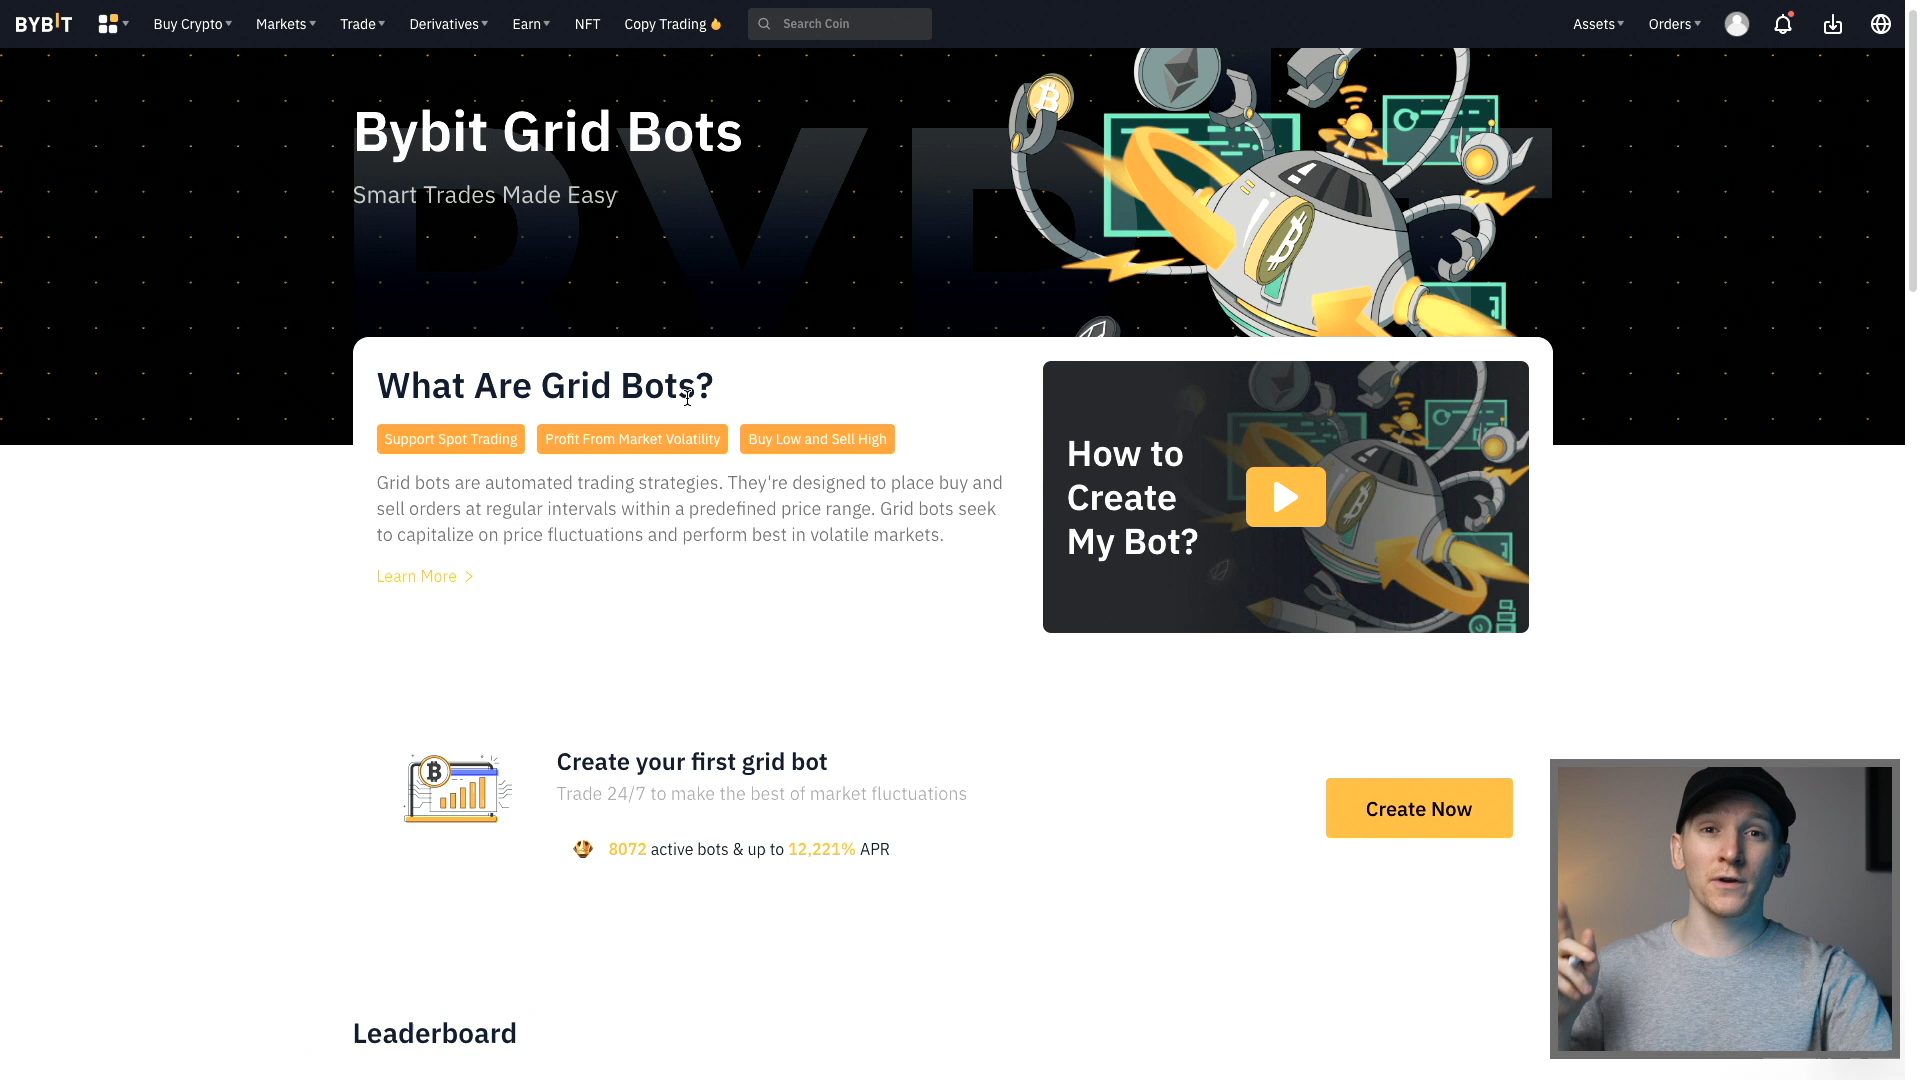 BYBIT
Buy Crypto
Markets
Trade
Derivatives
Earn
NFT
Copy Trading
Search Coin
Assets
Orders
Bybit Grid Bots
Smart Trades Made Easy
What Are Grid Bots?
Support Spot Trading
Profit From Market Volatility
Buy Low and Sell High
Grid bots are automated trading strategies. They're designed to place buy and
sell orders at regular intervals within a predefined price range. Grid bots seek
to capitalize on price fluctuations and perform best in volatile markets.
Learn More
How to
Create
My Bot?
Create your first grid bot
Trade 24/7 to make the best of market fluctuations
8072 active bots & up to 12,221% APR
Create Now
Leaderboard